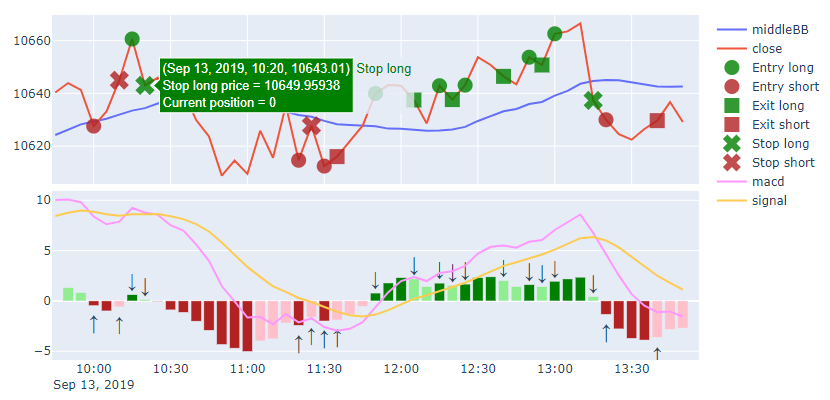 10660
10640
10620
(Sep 13, 2019, 10:20, 10643.01)
Stop long price = 10649.95938
Current position = 0
Stop long
middleBB
close
Entry long
Entry short
Exit long
Exit short
Stop long
Stop short
macd
signal
10
5
0
−5
10:00
10:30
11:00
11:30
12:00
12:30
13:00
13:30
Sep 13, 2019